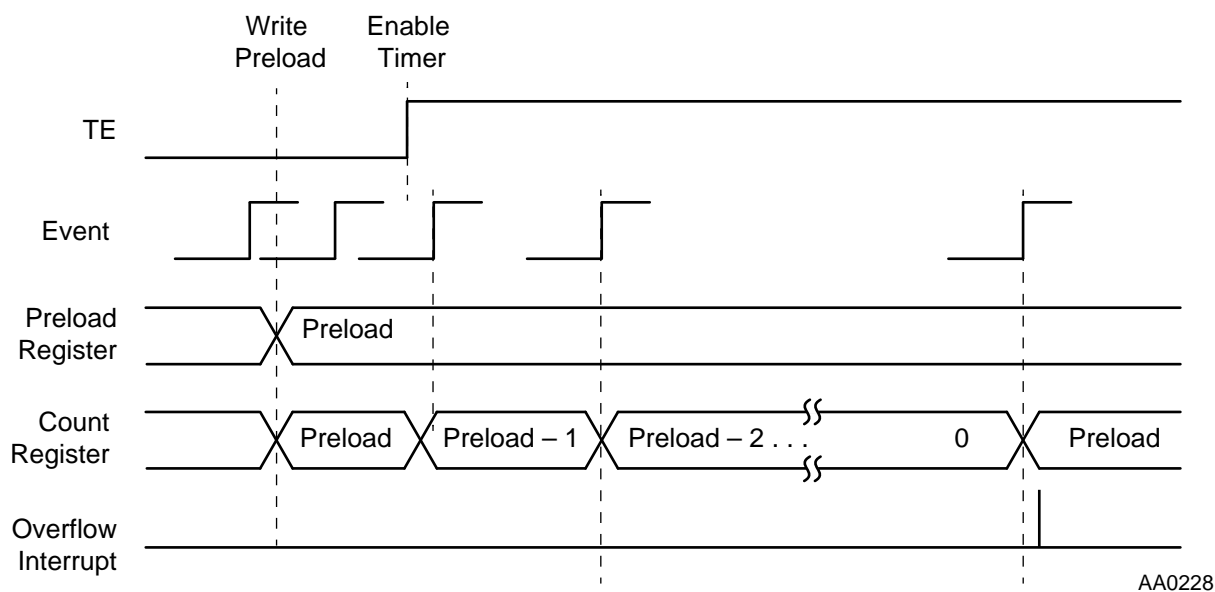 Write
Preload
Enable
Timer
TE
Event
Preload
Register
Preload
Count
Register
Preload
Preload – 1
Preload – 2 . . .
0
Preload
Overflow
Interrupt
AA0228